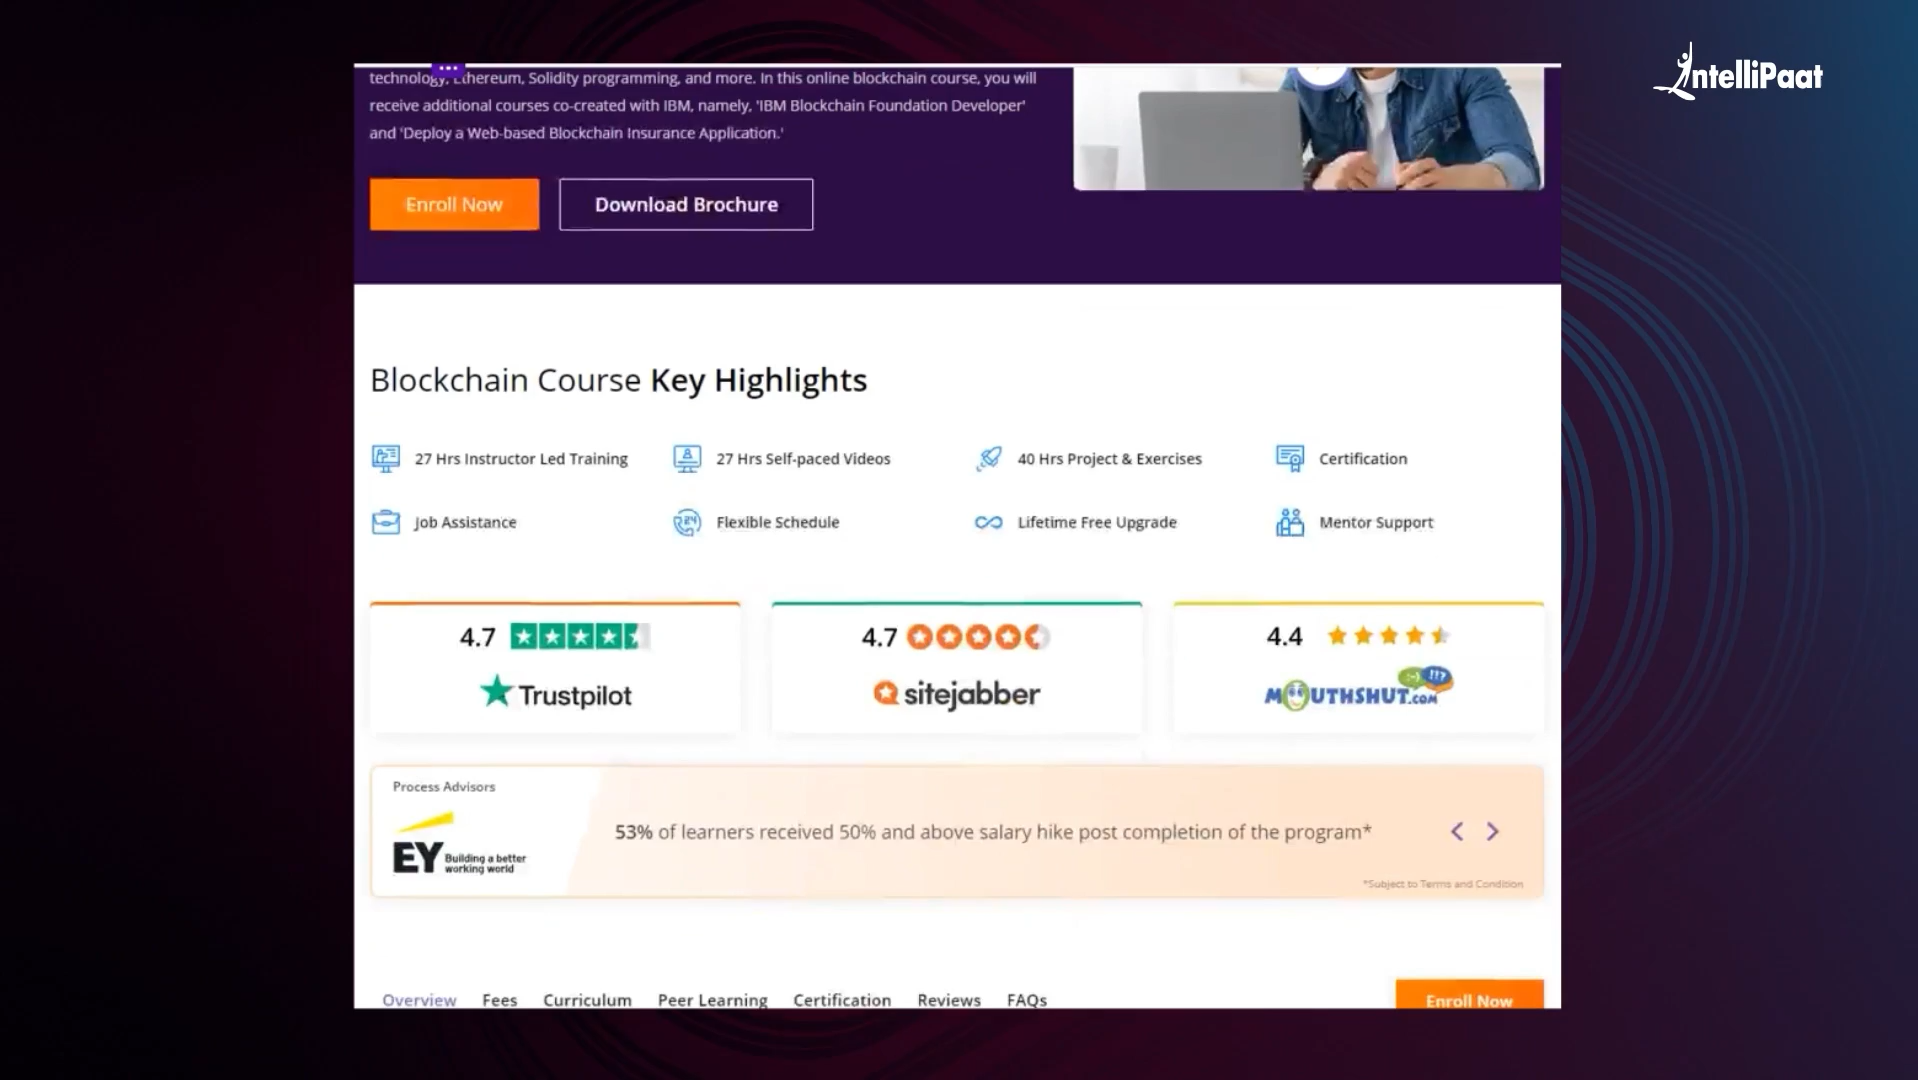 IntelliPaat
technology, Ethereum, Solidity programming, and more. In this online blockchain course, you will
receive additional courses co-created with IBM, namely, 'IBM Blockchain Foundation Developer'
and 'Deploy a Web-based Blockchain Insurance Application.'
Enroll Now
Download Brochure
Blockchain Course Key Highlights
27 Hrs Instructor Led Training
27 Hrs Self-paced Videos
40 Hrs Project & Exercises
Certification
Job Assistance
Flexible Schedule
Lifetime Free Upgrade
Mentor Support
4.7
Trustpilot
4.7
sitejabber
4.4
MOUTHSHUT.COM
Process Advisors
EY Building a better
working world
53% of learners received 50% and above salary hike post completion of the program*
*Subject to Terms and Condition
Overview Fees Curriculum Peer Learning Certification Reviews FAQs
Enroll Now